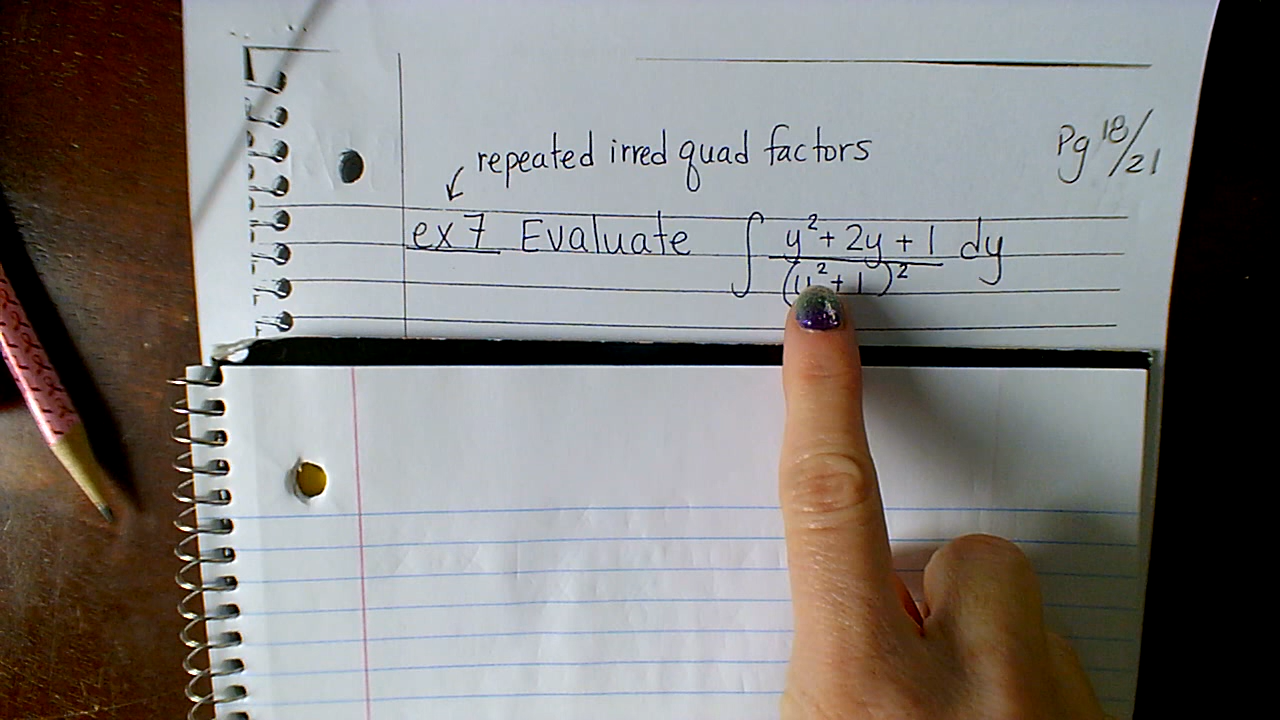 repeated irred quad factors
Pg 18/21
ex 7 Evaluate ∫ y² + 2y + 1 / (y² + 1)² dy